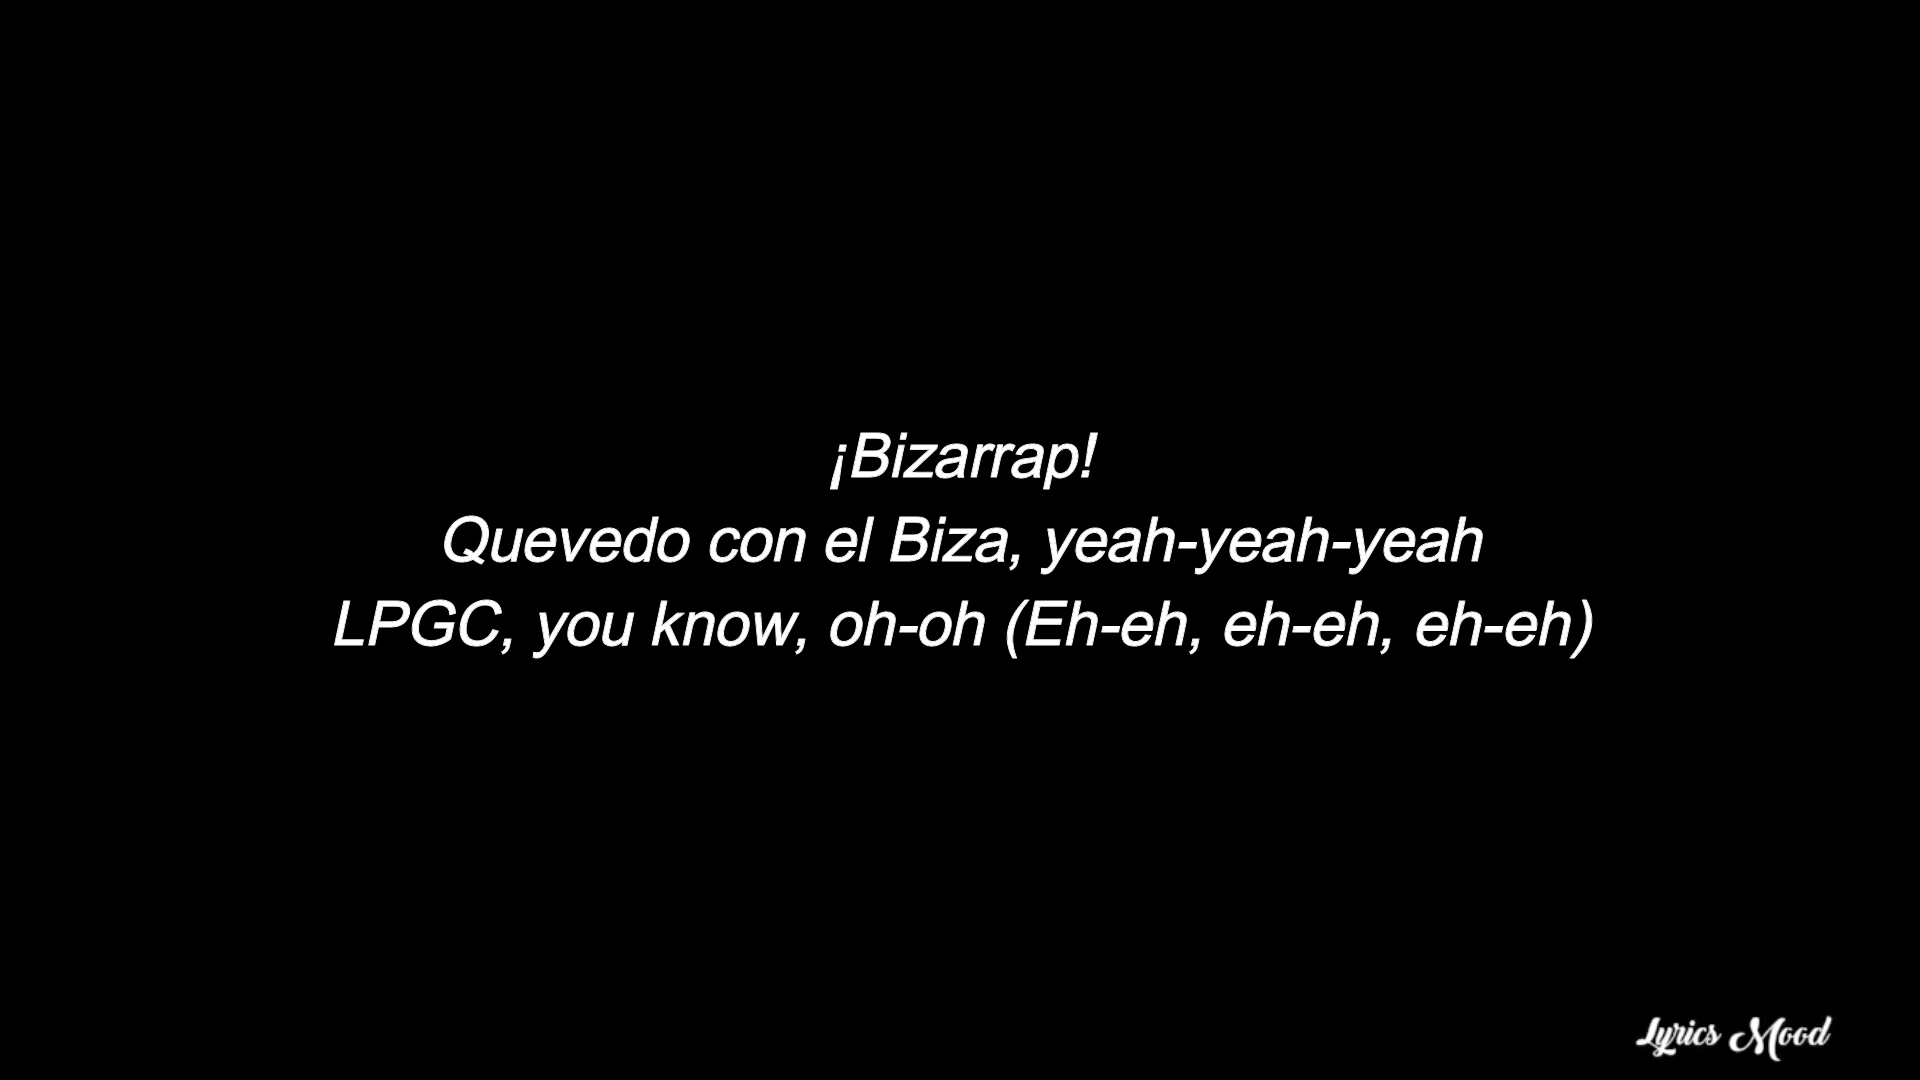 ¡Bizarrap!
Quevedo con el Biza, yeah-yeah-yeah
LPGC, you know, oh-oh (Eh-eh, eh-eh, eh-eh)
Lyrics Mood